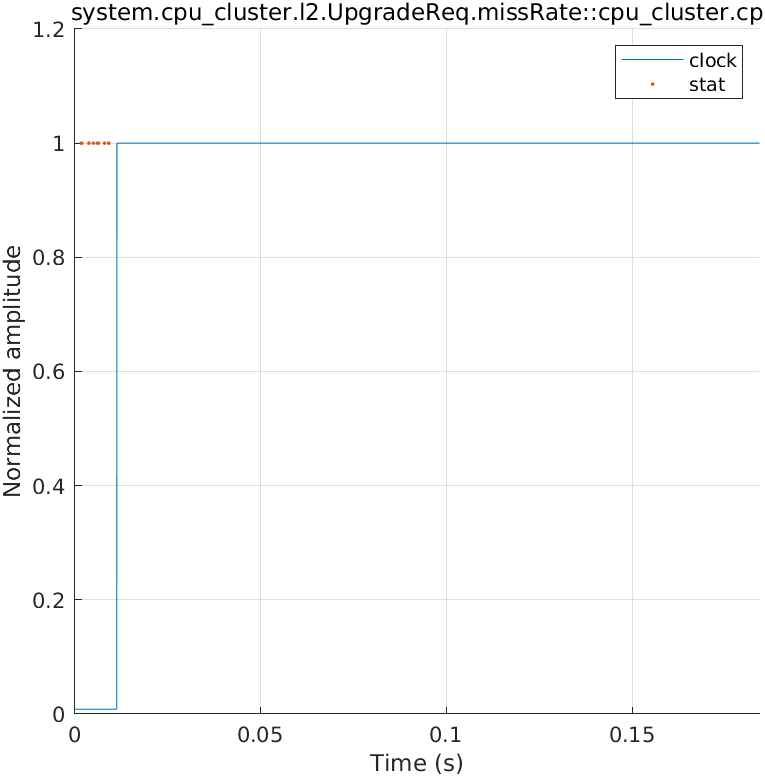 system.cpu_cluster.l2.UpgradeReq.missRate::cpu_cluster.cp
clock
stat
1.2
1
0.8
0.6
0.4
0.2
0
Normalized amplitude
0
0.05
0.1
0.15
Time (s)